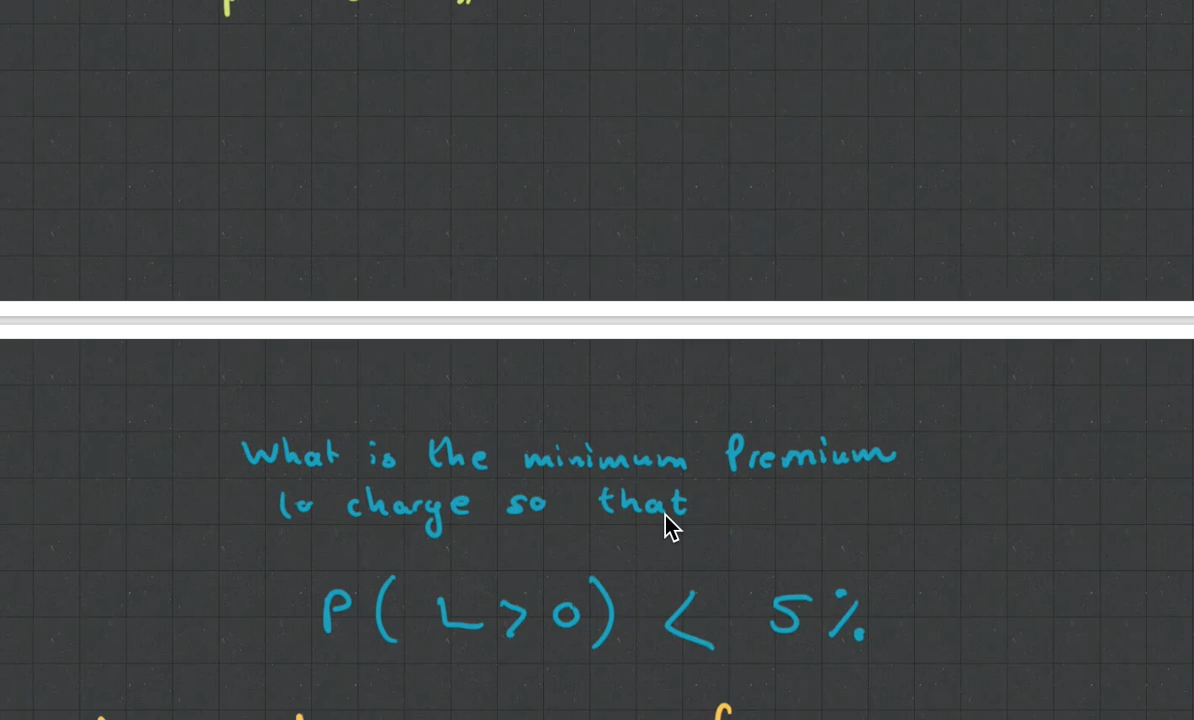 What is the minimum Premium
to charge so that
P( L > 0 ) < 5%